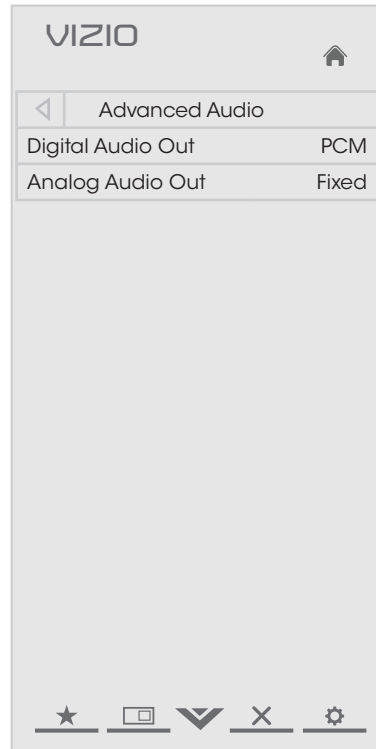 VIZIO
Advanced Audio
Digital Audio Out PCM
Analog Audio Out Fixed